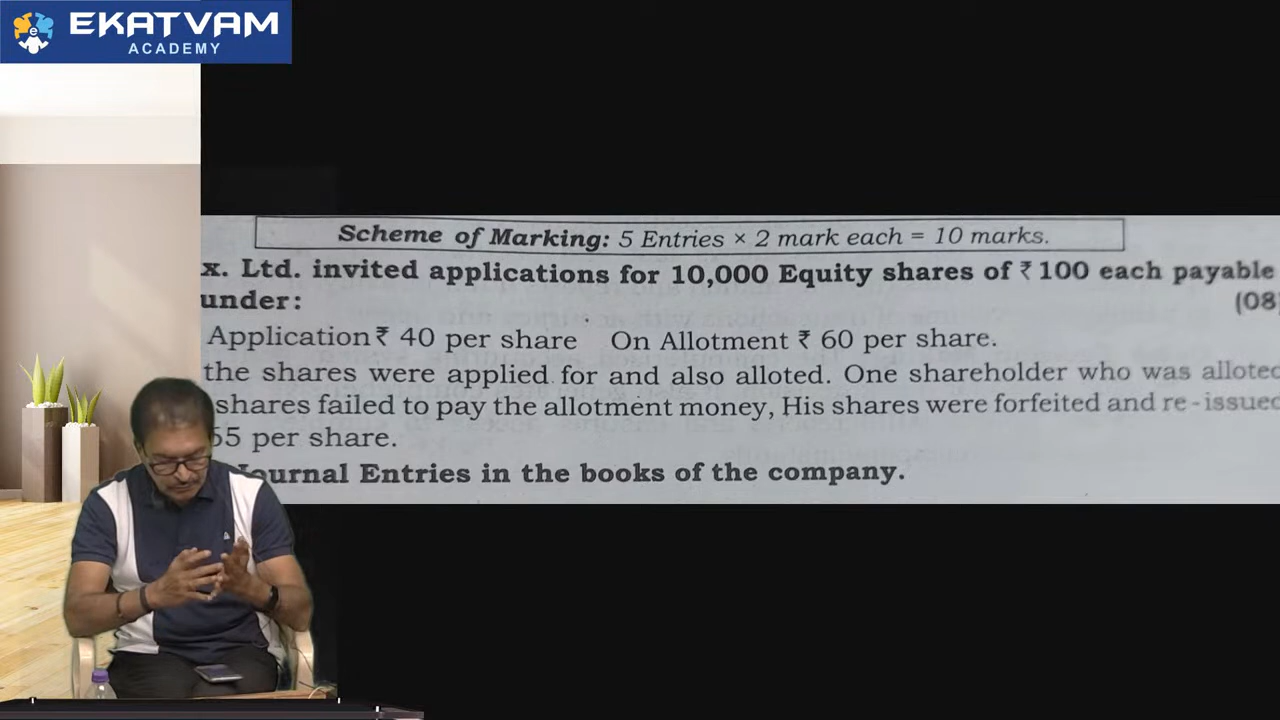 EKATVAM
ACADEMY
Scheme of Marking: 5 Entries × 2 mark each = 10 marks.
x. Ltd. invited applications for 10,000 Equity shares of ₹ 100 each payable
under: (08
Application ₹ 40 per share On Allotment ₹ 60 per share.
the shares were applied for and also alloted. One shareholder who was alloted
shares failed to pay the allotment money, His shares were forfeited and re-issued
55 per share.
Journal Entries in the books of the company.